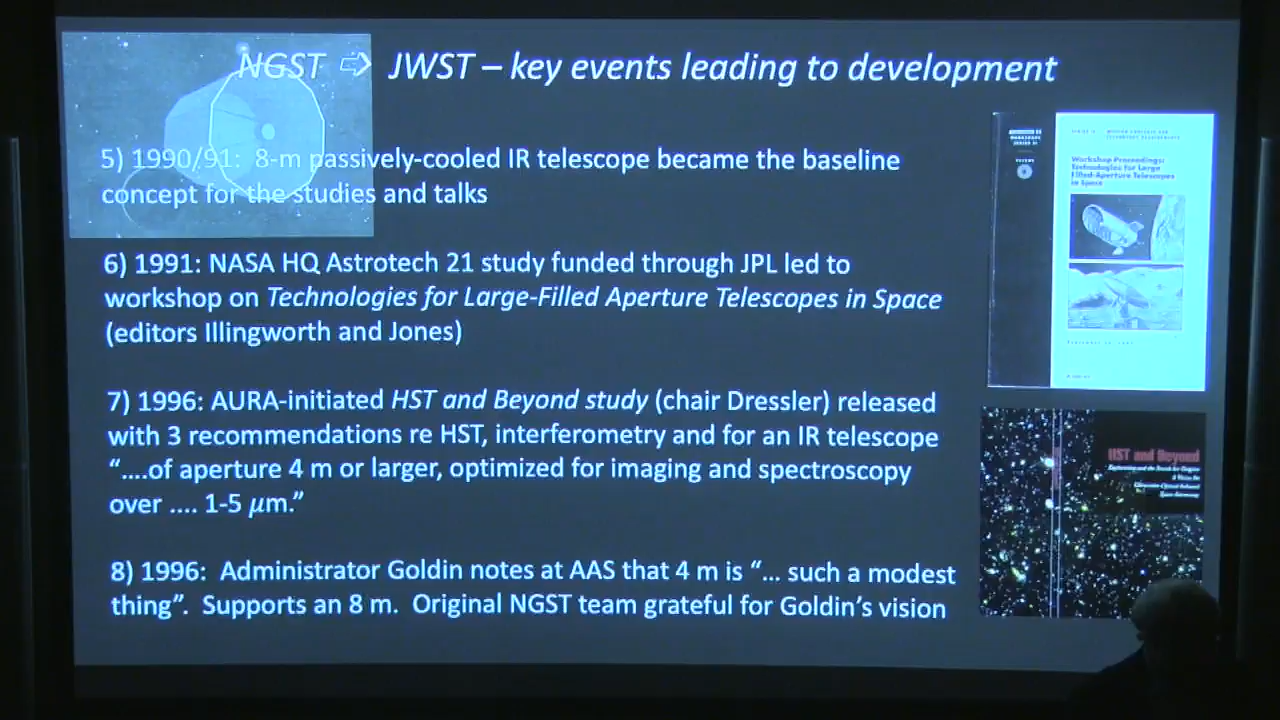 NGST ⇨ JWST – key events leading to development
5) 1990/91: 8-m passively-cooled IR telescope became the baseline
concept for the studies and talks
6) 1991: NASA HQ Astrotech 21 study funded through JPL led to
workshop on Technologies for Large-Filled Aperture Telescopes in Space
(editors Illingworth and Jones)
7) 1996: AURA-initiated HST and Beyond study (chair Dressler) released
with 3 recommendations re HST, interferometry and for an IR telescope
“....of aperture 4 m or larger, optimized for imaging and spectroscopy
over .... 1-5 μm.”
8) 1996: Administrator Goldin notes at AAS that 4 m is “... such a modest
thing”. Supports an 8 m. Original NGST team grateful for Goldin’s vision
Workshop Proceedings:
Technologies for Large
Filled-Aperture Telescopes
in Space
HST and Beyond